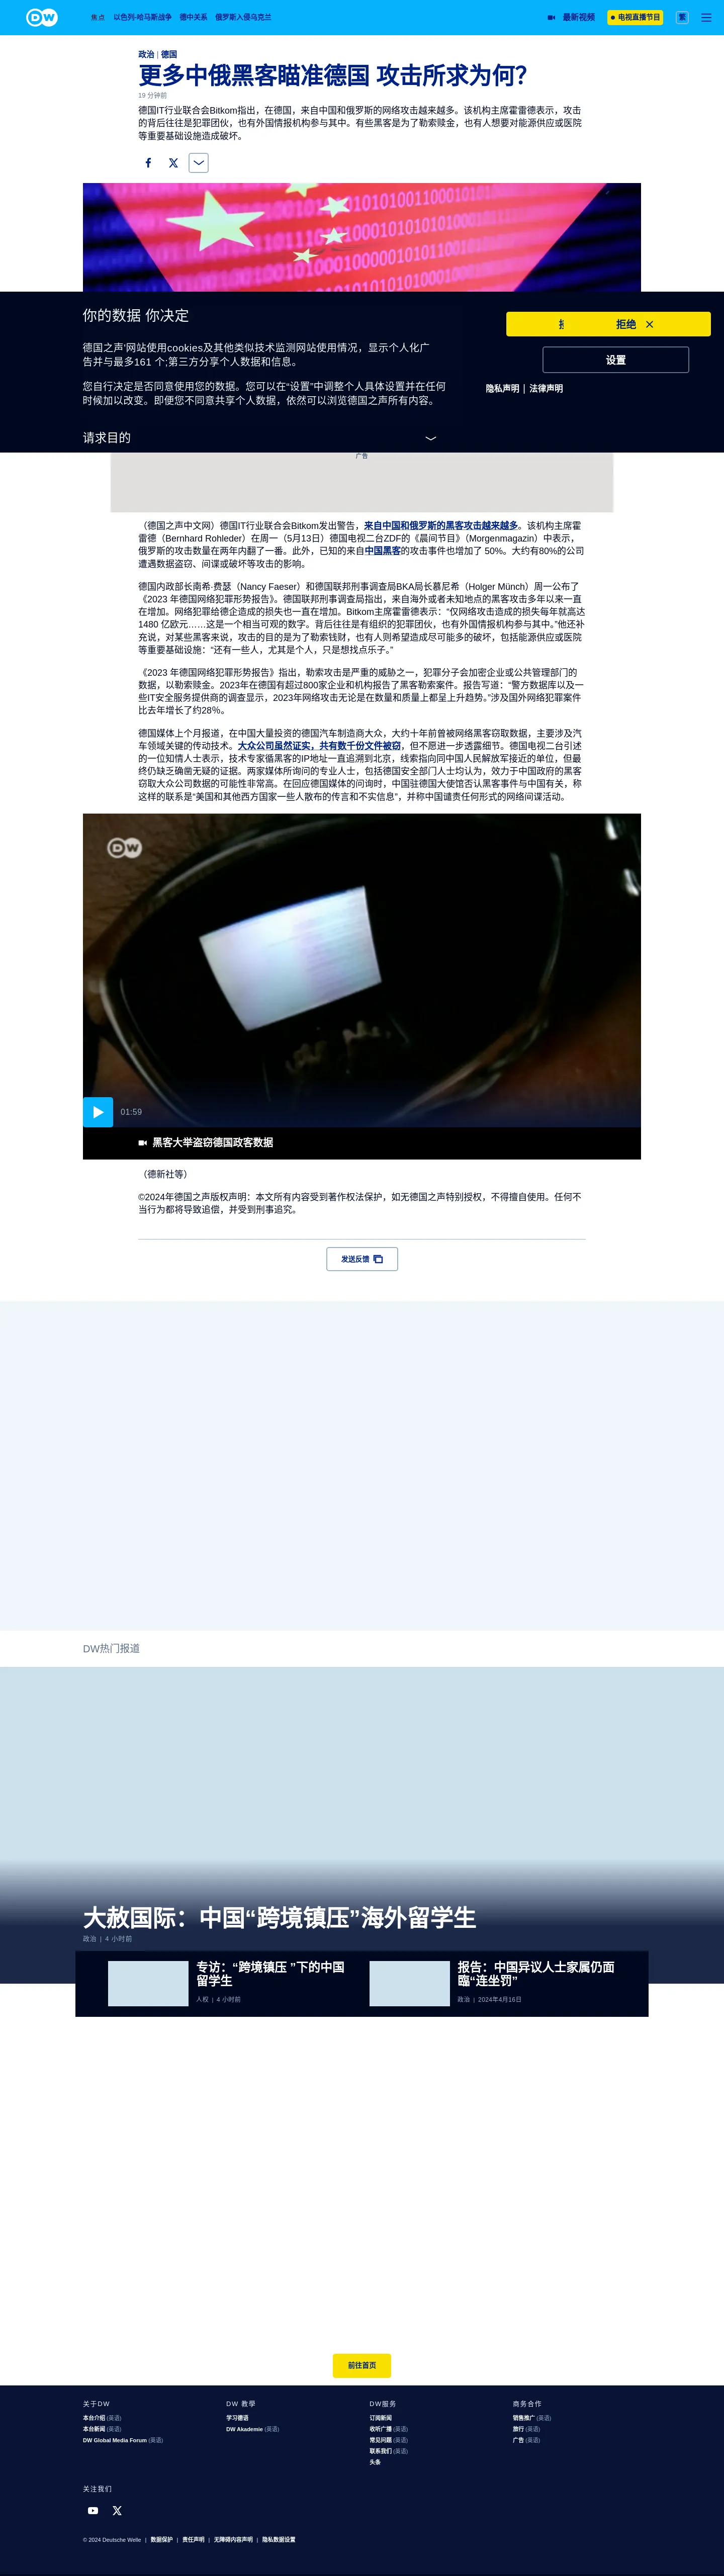 DW 焦点 以色列-哈马斯战争 德中关系 俄罗斯入侵乌克兰 最新视频 电视直播节目 繁
政治 | 德国
更多中俄黑客瞄准德国 攻击所求为何？
19 分钟前
德国IT行业联合会Bitkom指出，在德国，来自中国和俄罗斯的网络攻击越来越多。该机构主席霍雷德表示，攻击
的背后往往是犯罪团伙，也有外国情报机构参与其中。有些黑客是为了勒索赎金，也有人想要对能源供应或医院
等重要基础设施造成破坏。
你的数据 你决定
拒绝
德国之声'网站使用cookies及其他类似技术监测网站使用情况，显示个人化广
告并与最多161 个;第三方分享个人数据和信息。
设置
您自行决定是否同意使用您的数据。您可以在“设置”中调整个人具体设置并在任何
时候加以改变。即便您不同意共享个人数据，依然可以浏览德国之声所有内容。
隐私声明 | 法律声明
请求目的
广告
（德国之声中文网）德国IT行业联合会Bitkom发出警告，来自中国和俄罗斯的黑客攻击越来越多。该机构主席霍
雷德（Bernhard Rohleder）在周一（5月13日）德国电视二台ZDF的《晨间节目》（Morgenmagazin）中表示，
俄罗斯的攻击数量在两年内翻了一番。此外，已知的来自中国黑客的攻击事件也增加了 50%。大约有80%的公司
遭遇数据盗窃、间谍或破坏等攻击的影响。
德国内政部长南希·费瑟（Nancy Faeser）和德国联邦刑事调查局BKA局长慕尼希（Holger Münch）周一公布了
《2023 年德国网络犯罪形势报告》。德国联邦刑事调查局指出，来自海外或者未知地点的黑客攻击多年以来一直
在增加。网络犯罪给德企造成的损失也一直在增加。Bitkom主席霍雷德表示：“仅网络攻击造成的损失每年就高达
1480 亿欧元……这是一个相当可观的数字。背后往往是有组织的犯罪团伙，也有外国情报机构参与其中。”他还补
充说，对某些黑客来说，攻击的目的是为了勒索钱财，也有人则希望造成尽可能多的破坏，包括能源供应或医院
等重要基础设施：“还有一些人，尤其是个人，只是想找点乐子。”
《2023 年德国网络犯罪形势报告》指出，勒索攻击是严重的威胁之一，犯罪分子会加密企业或公共管理部门的
数据，以勒索赎金。2023年在德国有超过800家企业和机构报告了黑客勒索案件。报告写道：“警方数据库以及一
些IT安全服务提供商的调查显示，2023年网络攻击无论是在数量和质量上都呈上升趋势。”涉及国外网络犯罪案件
比去年增长了约28％。
德国媒体上个月报道，在中国大量投资的德国汽车制造商大众，大约十年前曾被网络黑客窃取数据，主要涉及汽
车领域关键的传动技术。大众公司虽然证实，共有数千份文件被窃，但不愿进一步透露细节。德国电视二台引述
的一位知情人士表示，技术专家循黑客的IP地址一直追溯到北京，线索指向同中国人民解放军接近的单位，但最
终仍缺乏确凿无疑的证据。两家媒体所询问的专业人士，包括德国安全部门人士均认为，效力于中国政府的黑客
窃取大众公司数据的可能性非常高。在回应德国媒体的问询时，中国驻德国大使馆否认黑客事件与中国有关，称
这样的联系是“美国和其他西方国家一些人散布的传言和不实信息”，并称中国谴责任何形式的网络间谍活动。
DW
01:59
黑客大举盗窃德国政客数据
（德新社等）
©2024年德国之声版权声明：本文所有内容受到著作权法保护，如无德国之声特别授权，不得擅自使用。任何不
当行为都将导致追偿，并受到刑事追究。
发送反馈
DW热门报道
大赦国际：中国“跨境镇压”海外留学生
政治 | 4 小时前
专访：“跨境镇压 ”下的中国
留学生
人权 | 4 小时前
报告：中国异议人士家属仍面
臨“连坐罚”
政治 | 2024年4月16日
前往首页
关于DW
本台介绍 (英语)
本台新闻 (英语)
DW Global Media Forum (英语)
DW 教學
学习德语
DW Akademie (英语)
DW服务
订阅新闻
收听广播 (英语)
常见问题 (英语)
联系我们 (英语)
头条
商务合作
销售推广 (英语)
旅行 (英语)
广告 (英语)
关注我们
© 2024 Deutsche Welle | 数据保护 | 责任声明 | 无障碍内容声明 | 隐私数据设置